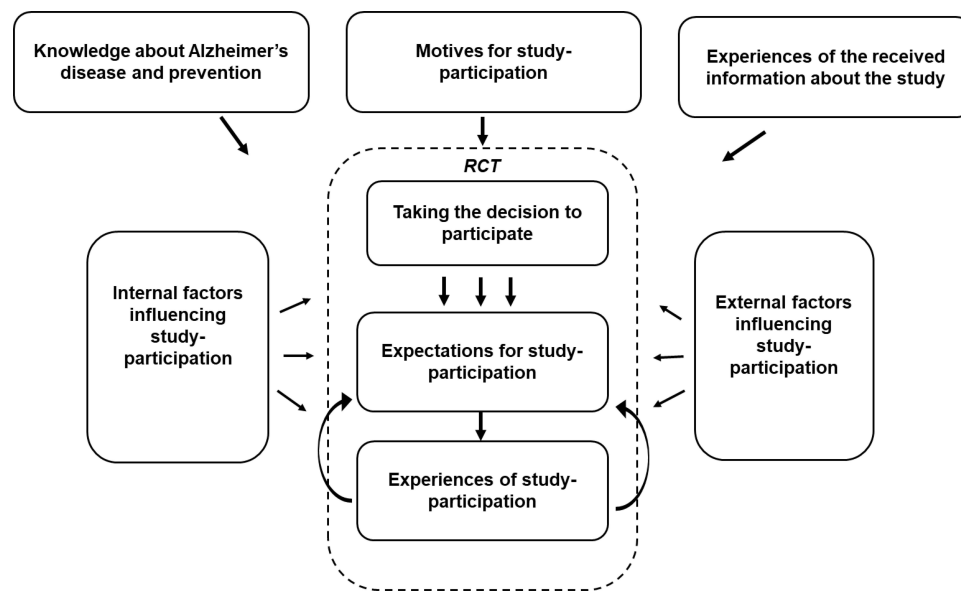 Knowledge about Alzheimer's
disease and prevention
Motives for study-
participation
Experiences of the received
information about the study
RCT
Taking the decision to
participate
Internal factors
influencing
study-
participation
Expectations for study-
participation
External factors
influencing
study-
participation
Experiences of study-
participation